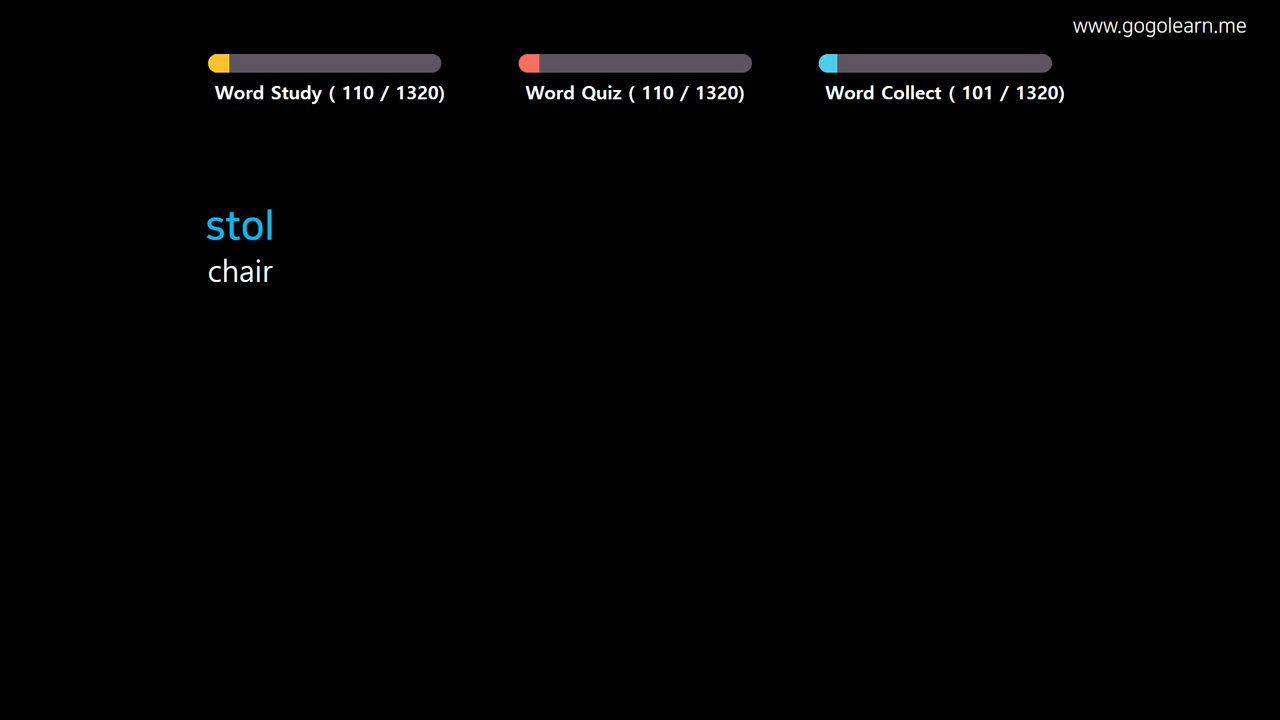 www.gogolearn.me
Word Study ( 110 / 1320)
Word Quiz ( 110 / 1320)
Word Collect ( 101 / 1320)
stol
chair